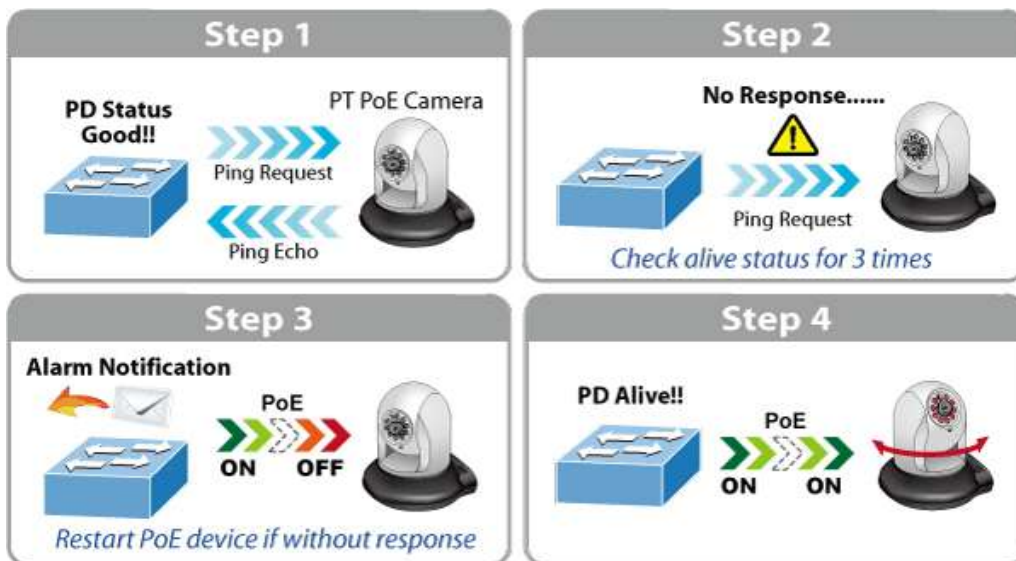 Step 1
PD Status
Good!!
PT PoE Camera
Ping Request
Ping Echo
Step 2
No Response......
Ping Request
Check alive status for 3 times
Step 3
Alarm Notification
PoE
ON OFF
Restart PoE device if without response
Step 4
PD Alive!!
PoE
ON ON